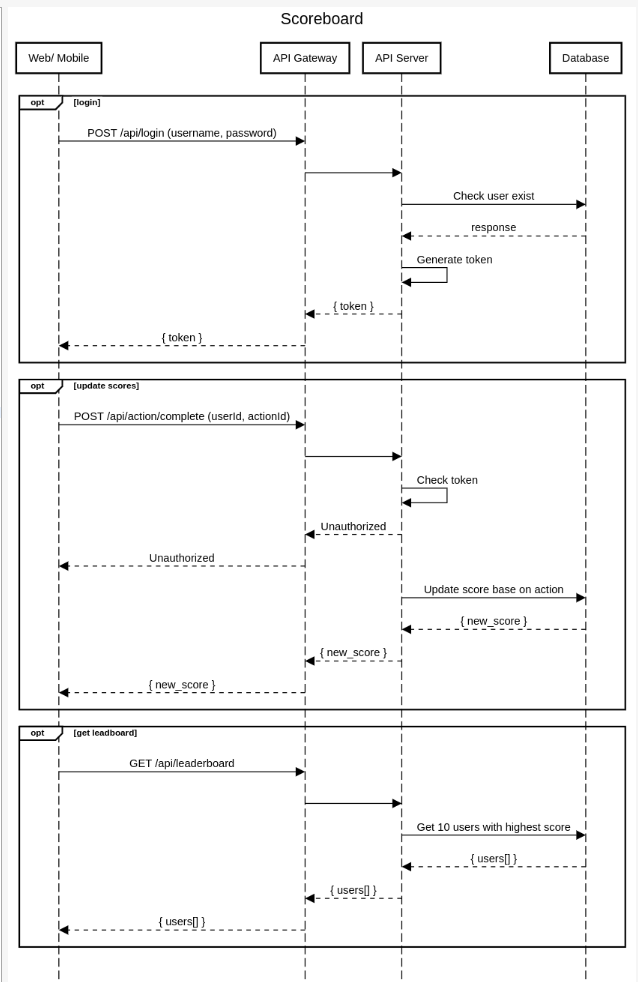 Scoreboard
Web/ Mobile
API Gateway
API Server
Database
opt
[login]
POST /api/login (username, password)
Check user exist
response
Generate token
{ token }
{ token }
opt
[update scores]
POST /api/action/complete (userId, actionId)
Check token
Unauthorized
Unauthorized
Update score base on action
{ new_score }
{ new_score }
{ new_score }
opt
[get leadboard]
GET /api/leaderboard
Get 10 users with highest score
{ users[] }
{ users[] }
{ users[] }